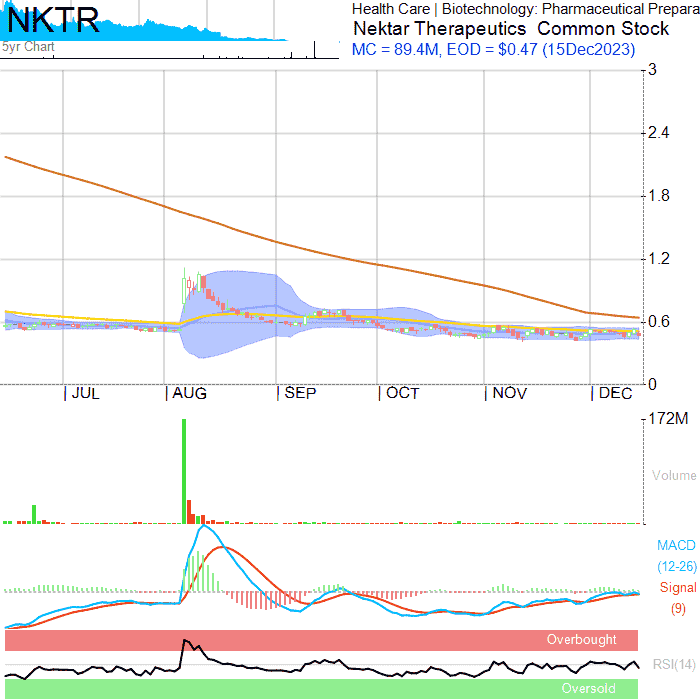 NKTR
5yr Chart
Health Care | Biotechnology: Pharmaceutical Prepara
Nektar Therapeutics Common Stock
MC = 89.4M, EOD = $0.47 (15Dec2023)
3
2.4
1.8
1.2
0.6
0
JUL
AUG
SEP
OCT
NOV
DEC
172M
Volume
MACD
(12-26)
Signal
(9)
Overbought
RSI(14)
Oversold